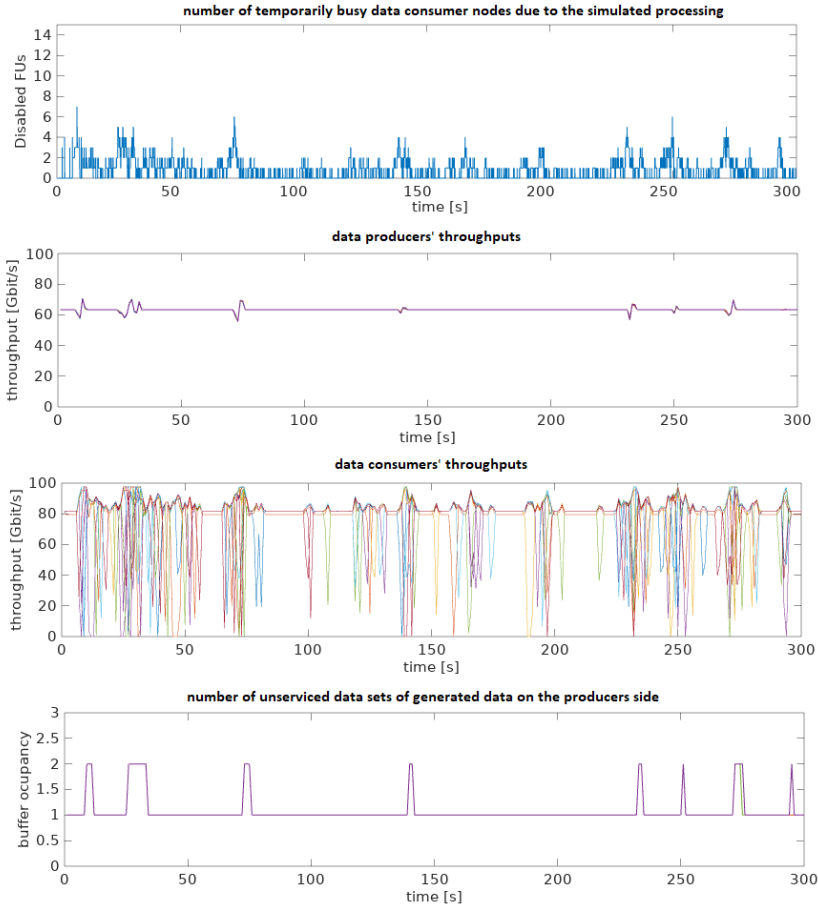 number of temporarily busy data consumer nodes due to the simulated processing
14
12
10
8
6
4
2
0
Disabled FUs
0 50 100 150 200 250 300
time [s]
data producers' throughputs
100
80
60
40
20
0
throughput [Gbit/s]
0 50 100 150 200 250 300
time [s]
data consumers' throughputs
100
80
60
40
20
0
throughput [Gbit/s]
0 50 100 150 200 250 300
time [s]
number of unserviced data sets of generated data on the producers side
3
2.5
2
1.5
1
0.5
0
buffer ocupancy
0 50 100 150 200 250 300
time [s]